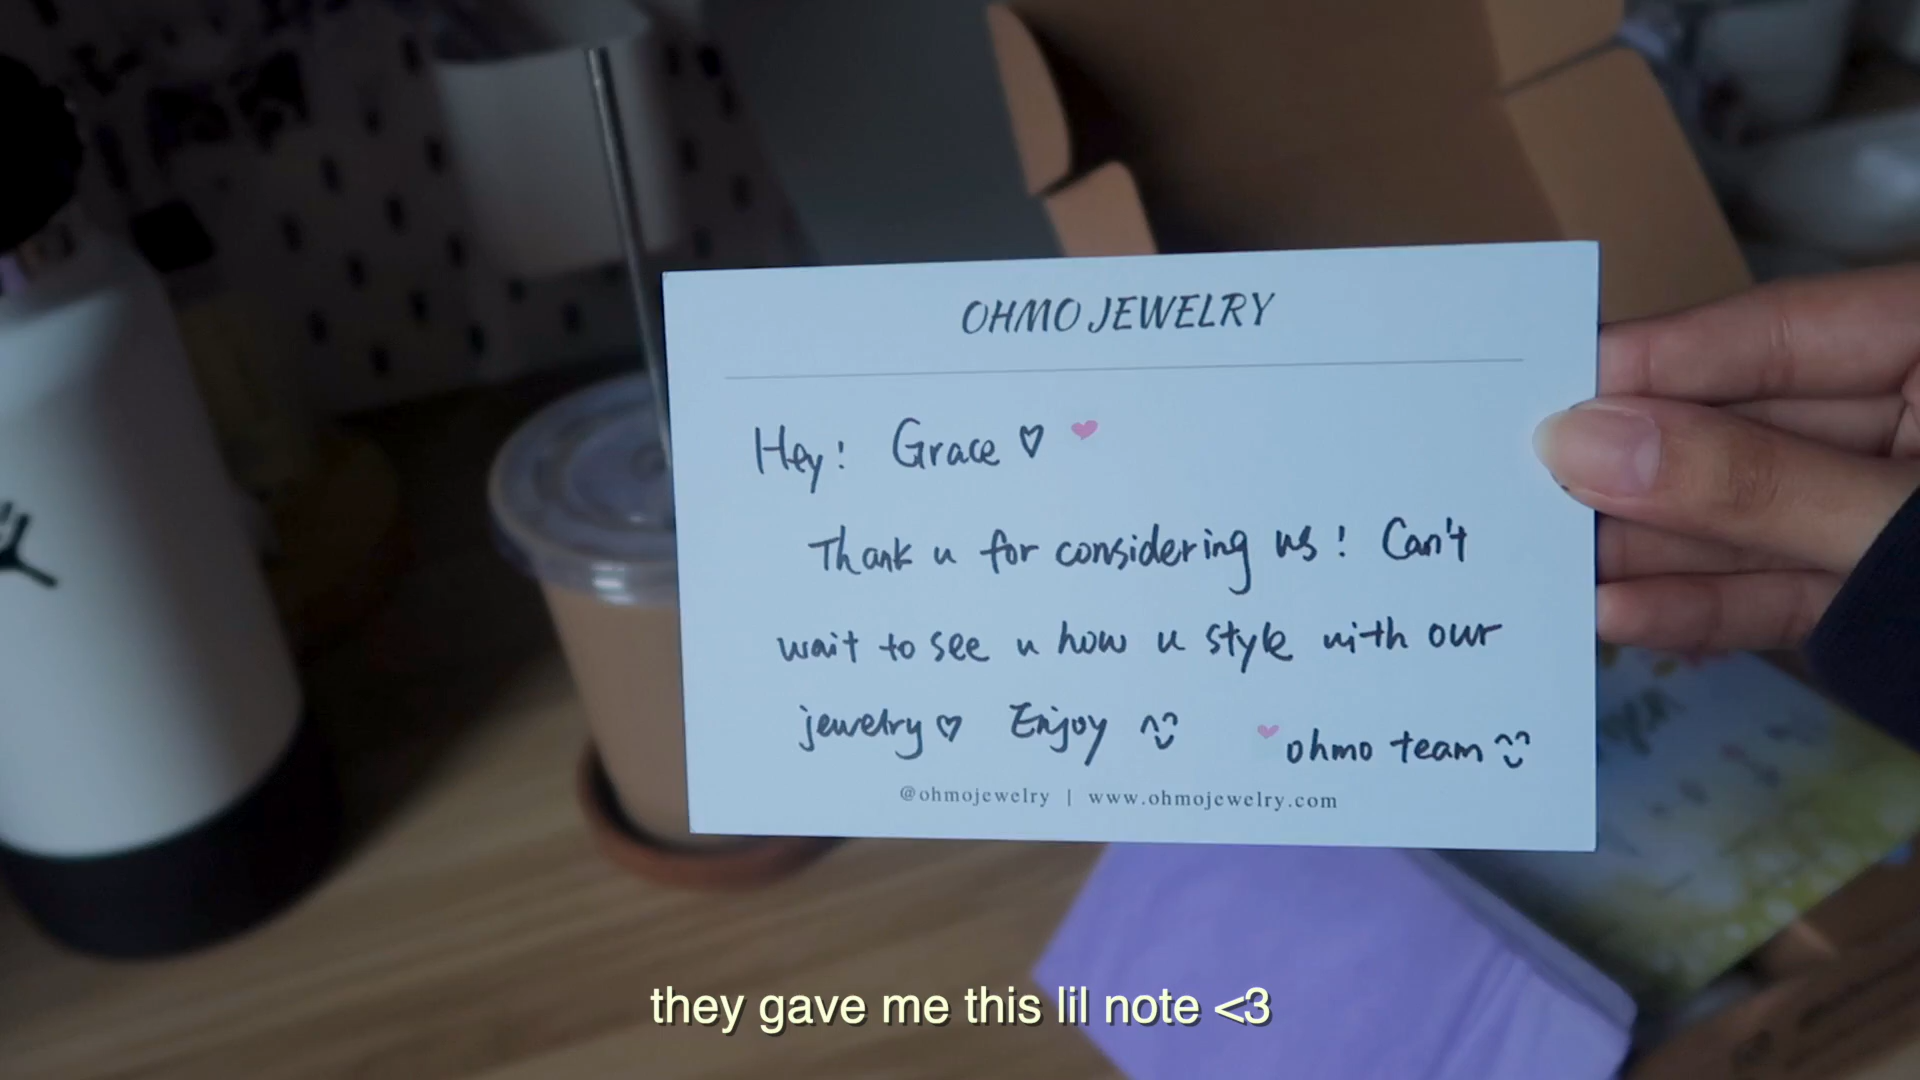 OHMO JEWELRY
Hey! Grace ♡ ♥
Thank u for considering us! Can't
wait to see u how u style with our
jewelry ♡ Enjoy ^^
♥ ohmo team ^^
@ohmojewelry | www.ohmojewelry.com
they gave me this lil note <3